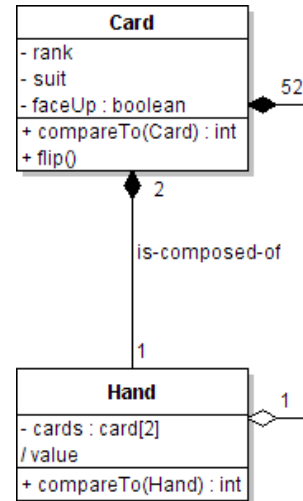 Card
- rank
- suit
- faceUp : boolean
52
+ compareTo(Card) : int
+ flip()
2
is-composed-of
1
Hand
- cards : card[2]
1
/ value
+ compareTo(Hand) : int